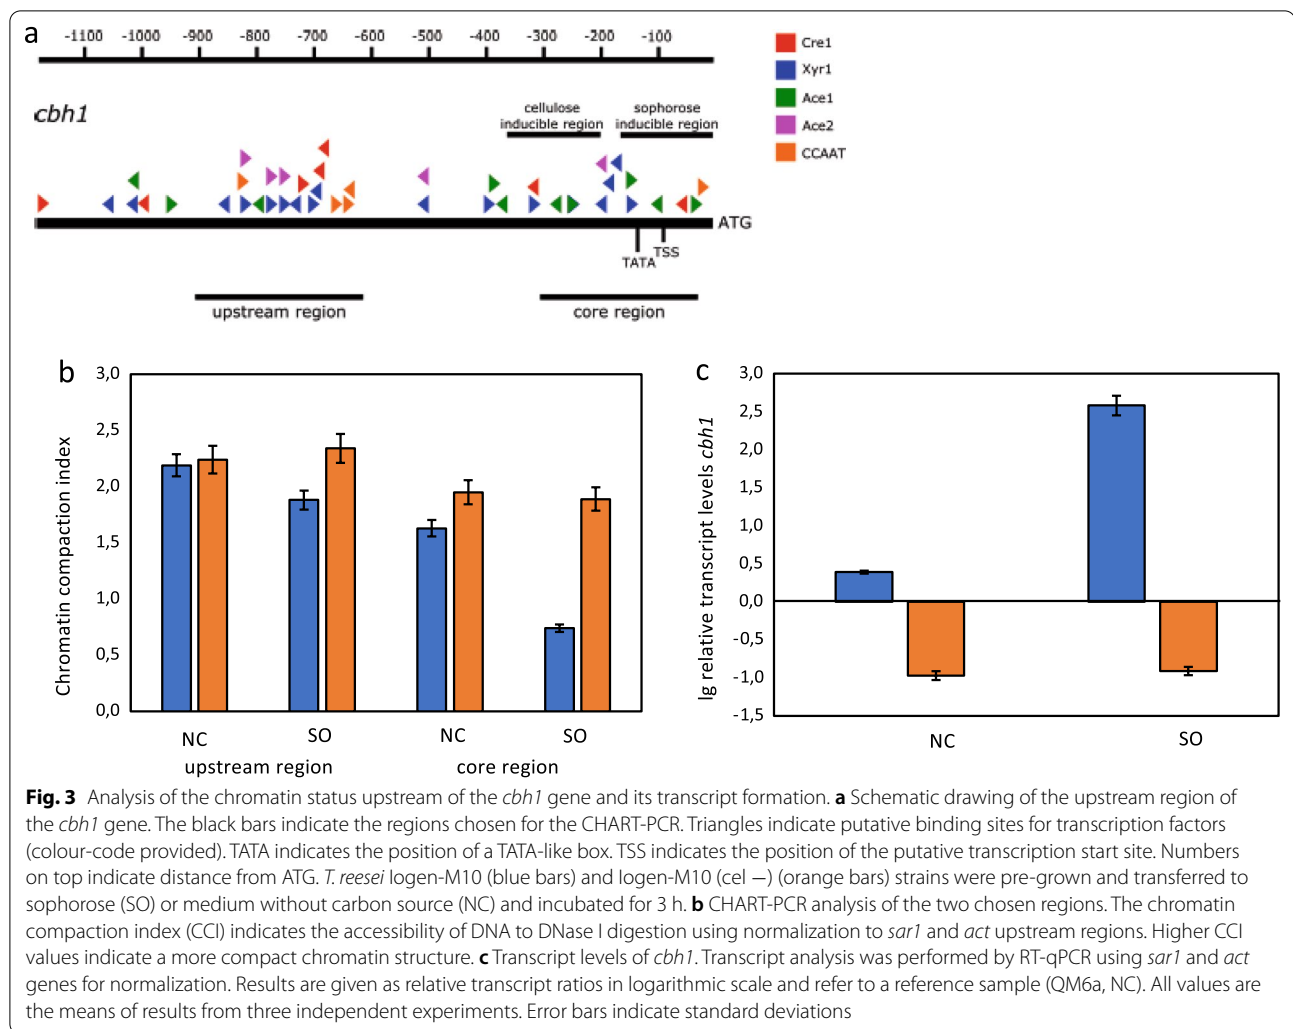 a
-1100 -1000 -900 -800 -700 -600 -500 -400 -300 -200 -100
Cre1
Xyr1
Ace1
Ace2
CCAAT
cbh1
cellulose inducible region
sophorose inducible region
ATG
TATA
TSS
upstream region
core region
b
Chromatin compaction index
3,0
2,5
2,0
1,5
1,0
0,5
0,0
NC SO NC SO
upstream region core region
c
lg relative transcript levels cbh1
3,0
2,5
2,0
1,5
1,0
0,5
0,0
-0,5
-1,0
-1,5
NC SO
Fig. 3 Analysis of the chromatin status upstream of the cbh1 gene and its transcript formation. a Schematic drawing of the upstream region of
the cbh1 gene. The black bars indicate the regions chosen for the CHART-PCR. Triangles indicate putative binding sites for transcription factors
(colour-code provided). TATA indicates the position of a TATA-like box. TSS indicates the position of the putative transcription start site. Numbers
on top indicate distance from ATG. T. reesei Iogen-M10 (blue bars) and Iogen-M10 (cel −) (orange bars) strains were pre-grown and transferred to
sophorose (SO) or medium without carbon source (NC) and incubated for 3 h. b CHART-PCR analysis of the two chosen regions. The chromatin
compaction index (CCI) indicates the accessibility of DNA to DNase I digestion using normalization to sar1 and act upstream regions. Higher CCI
values indicate a more compact chromatin structure. c Transcript levels of cbh1. Transcript analysis was performed by RT-qPCR using sar1 and act
genes for normalization. Results are given as relative transcript ratios in logarithmic scale and refer to a reference sample (QM6a, NC). All values are
the means of results from three independent experiments. Error bars indicate standard deviations